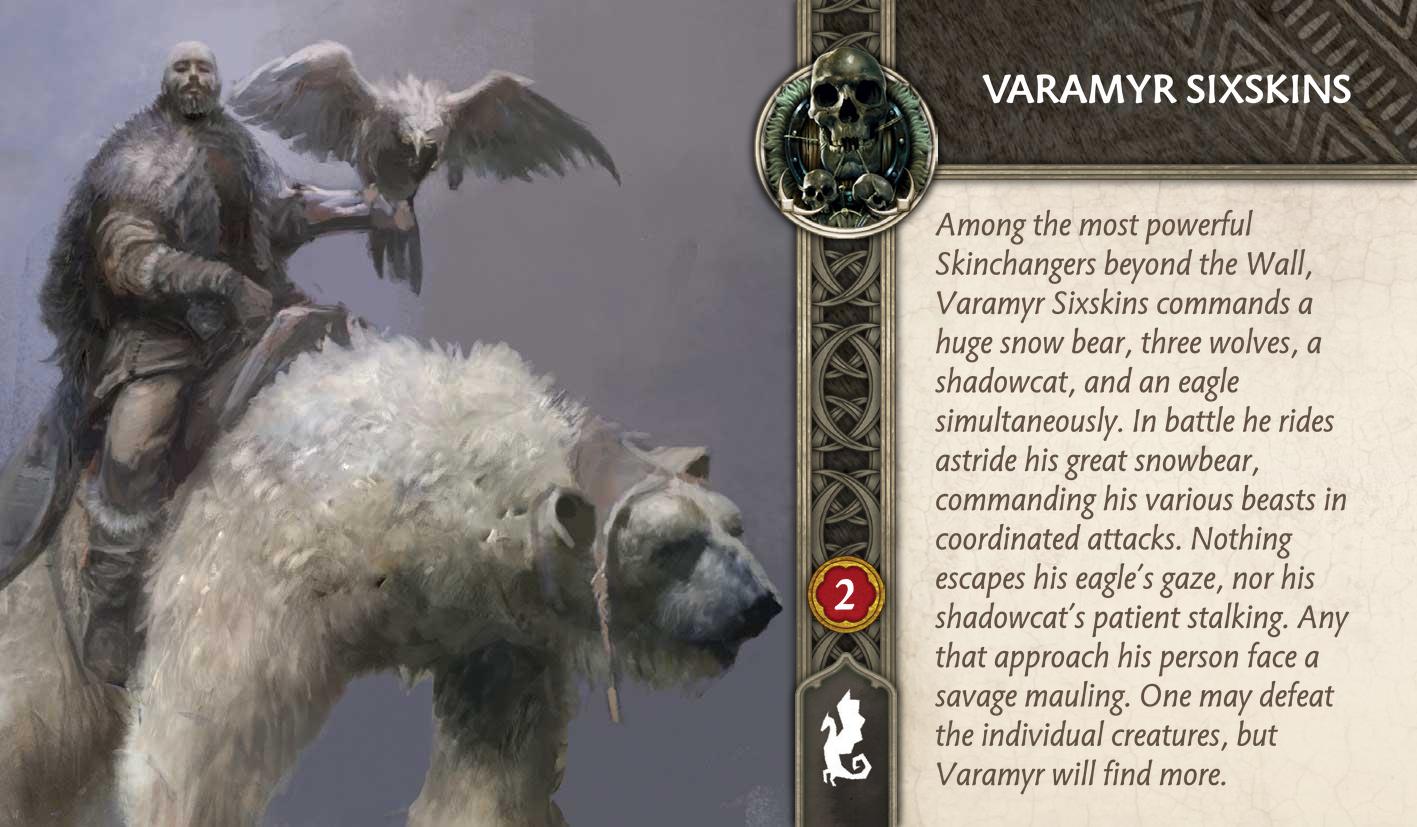 VARAMYR SIXSKINS
Among the most powerful
Skinchangers beyond the Wall,
Varamyr Sixskins commands a
huge snow bear, three wolves, a
shadowcat, and an eagle
simultaneously. In battle he rides
astride his great snowbear,
commanding his various beasts in
coordinated attacks. Nothing
escapes his eagle's gaze, nor his
shadowcat's patient stalking. Any
that approach his person face a
savage mauling. One may defeat
the individual creatures, but
Varamyr will find more.
2